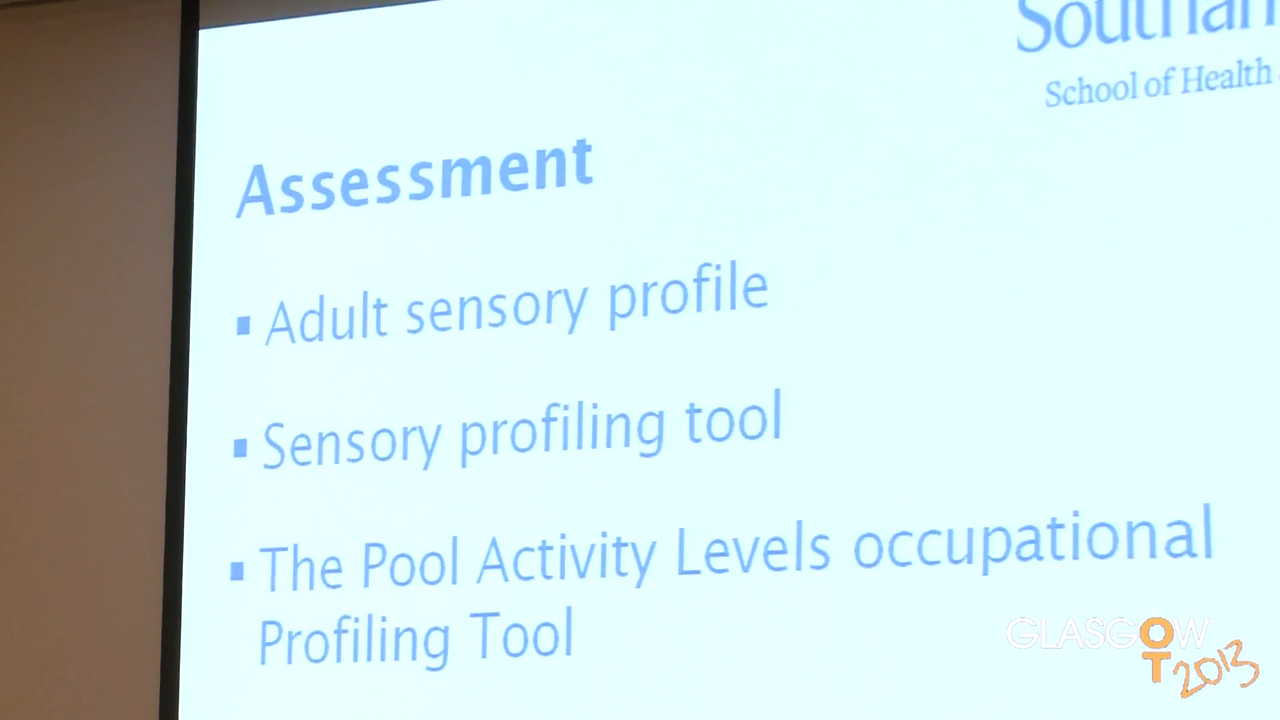 School of Health
Assessment
▪ Adult sensory profile
▪ Sensory profiling tool
▪ The Pool Activity Levels occupational
Profiling Tool
GLASGOW
OT 2013